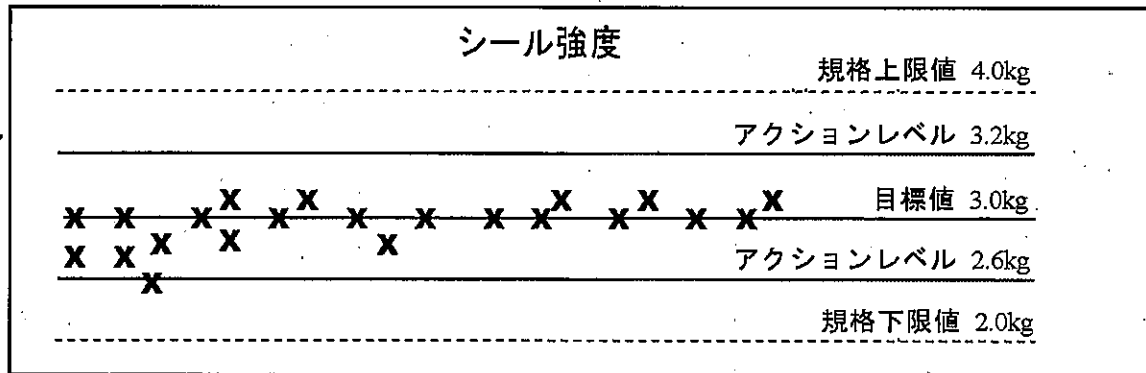 シール強度
規格上限値 4.0kg
アクションレベル 3.2kg
目標値 3.0kg
アクションレベル 2.6kg
規格下限値 2.0kg